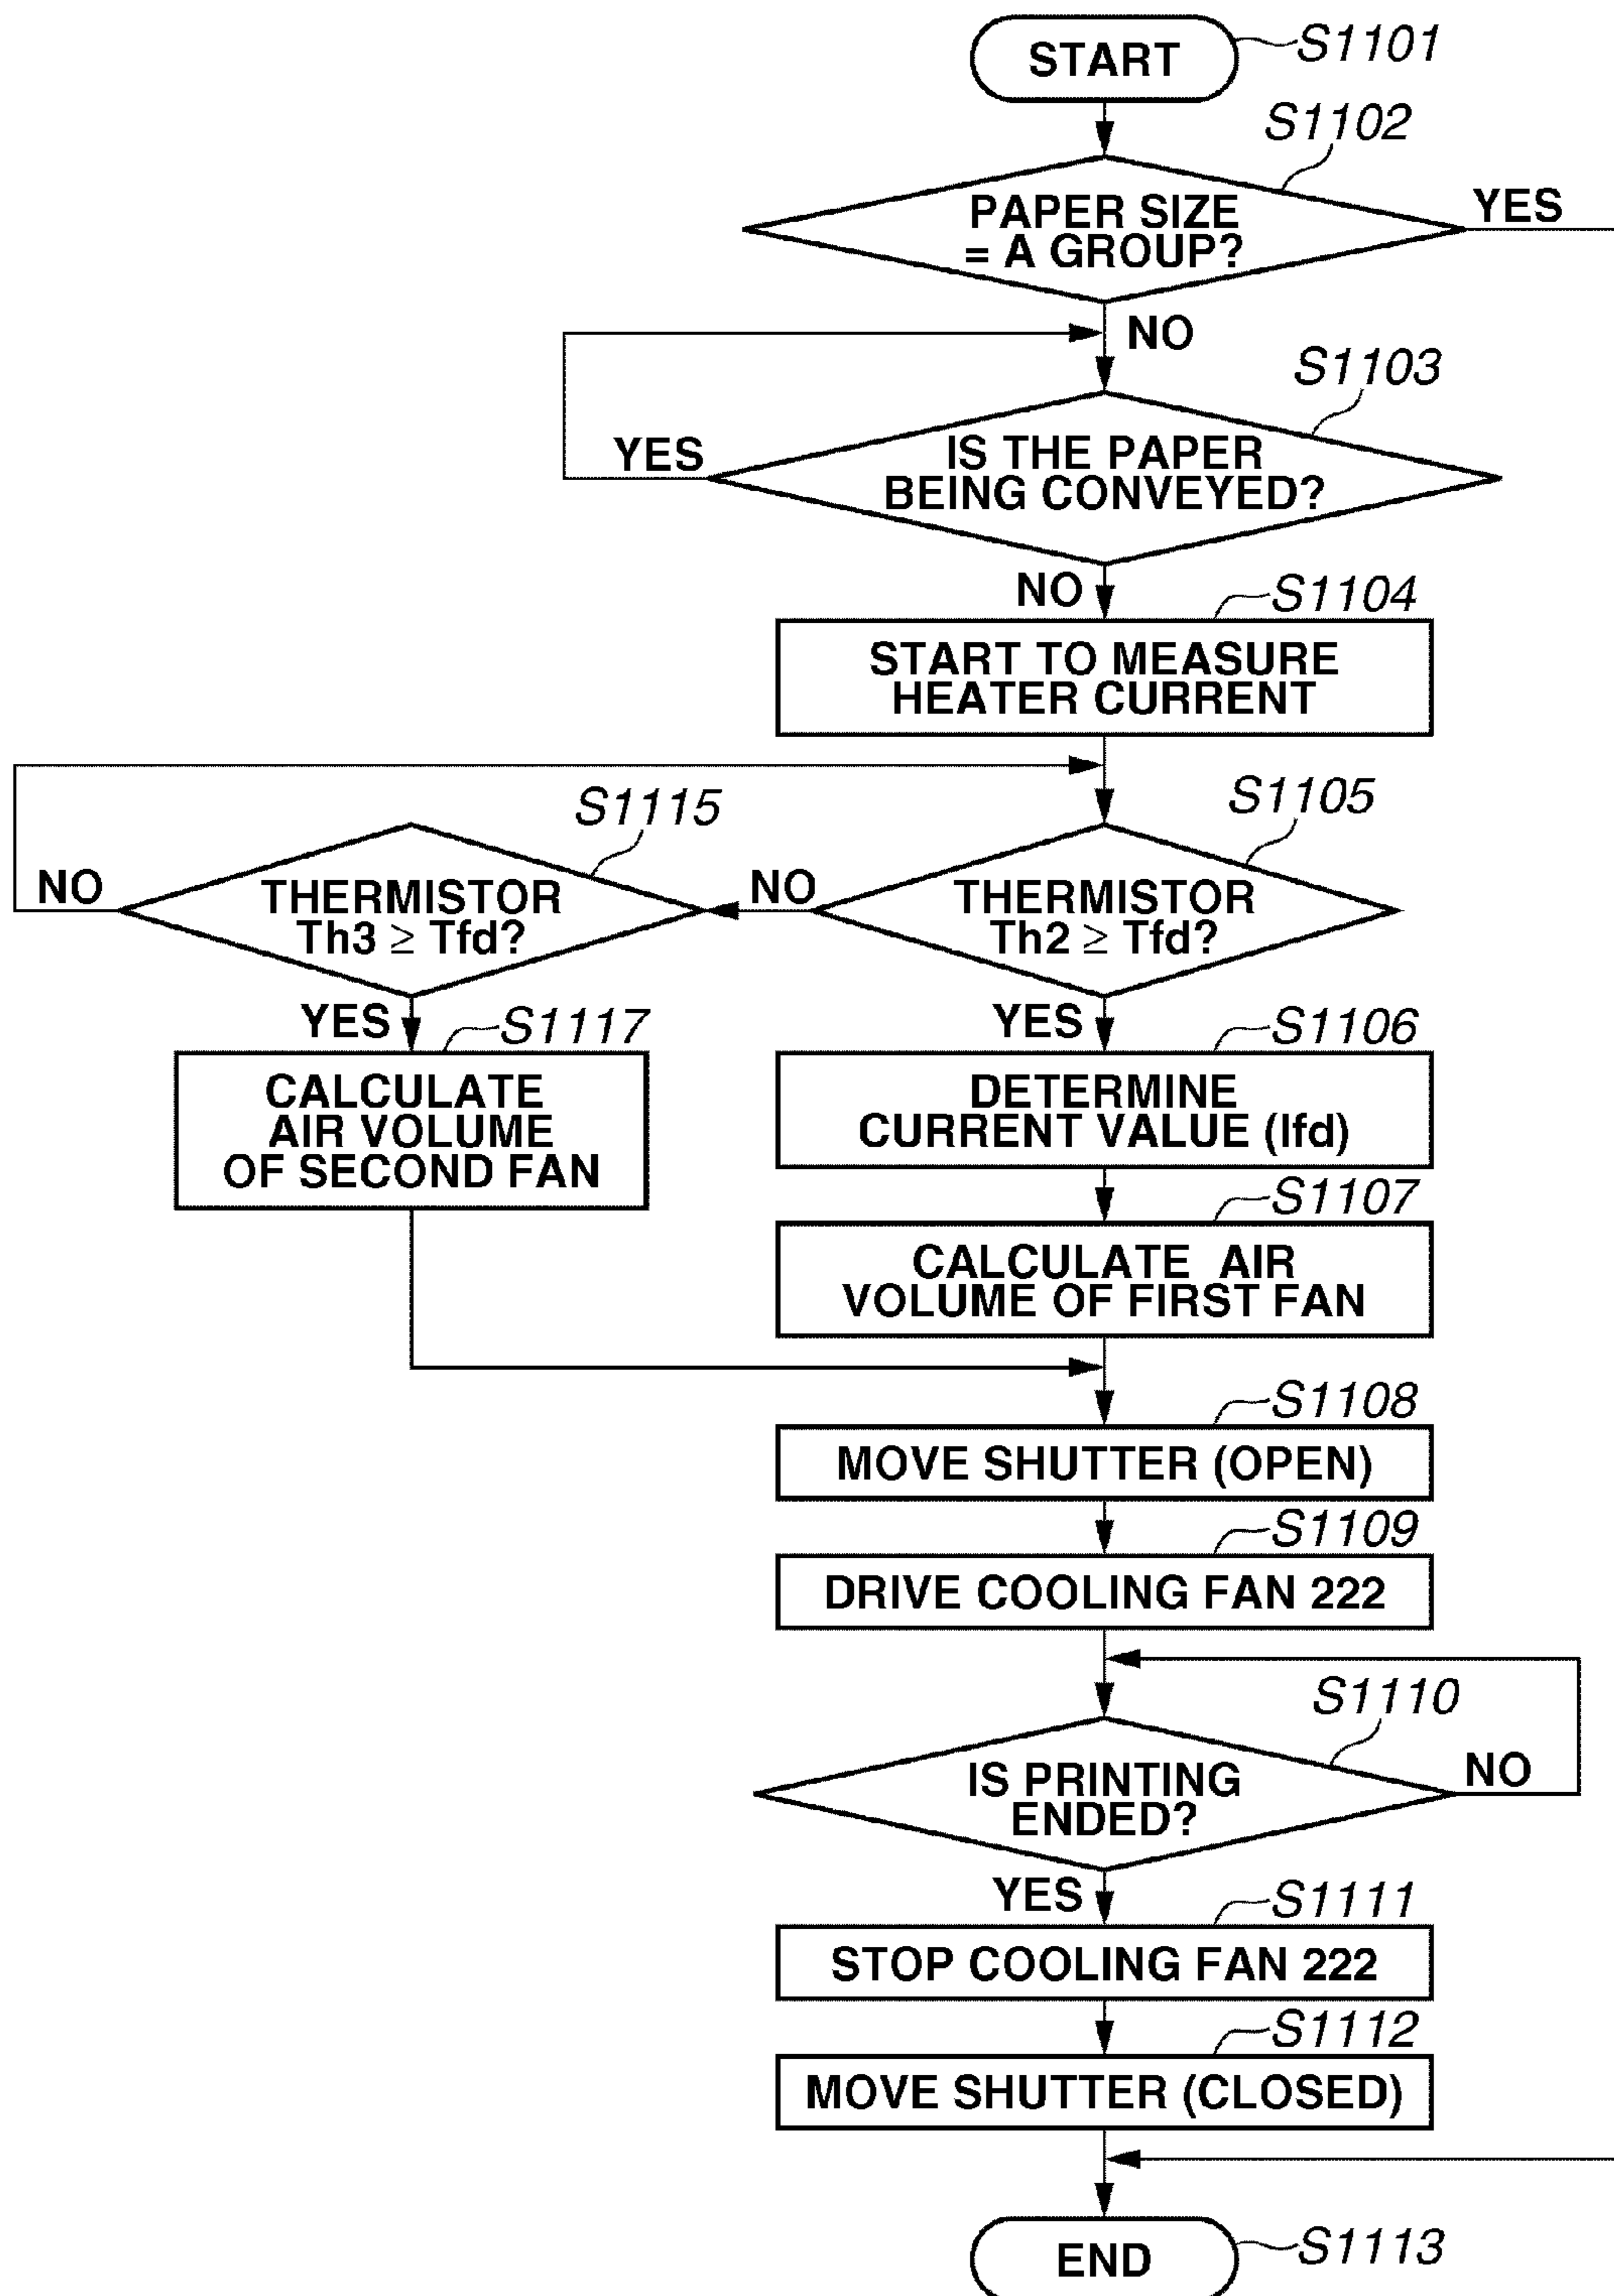 START
S1101
S1102
PAPER SIZE
= A GROUP?
YES
NO
S1103
IS THE PAPER
BEING CONVEYED?
YES
NO
S1104
START TO MEASURE
HEATER CURRENT
S1105
THERMISTOR
Th2 ≥ Tfd?
NO
S1115
THERMISTOR
Th3 ≥ Tfd?
NO
YES
S1117
CALCULATE
AIR VOLUME
OF SECOND FAN
YES
S1106
DETERMINE
CURRENT VALUE (Ifd)
S1107
CALCULATE AIR
VOLUME OF FIRST FAN
S1108
MOVE SHUTTER (OPEN)
S1109
DRIVE COOLING FAN 222
S1110
IS PRINTING
ENDED?
NO
YES
S1111
STOP COOLING FAN 222
S1112
MOVE SHUTTER (CLOSED)
END
S1113